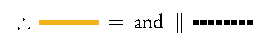 ∴ = and ∥